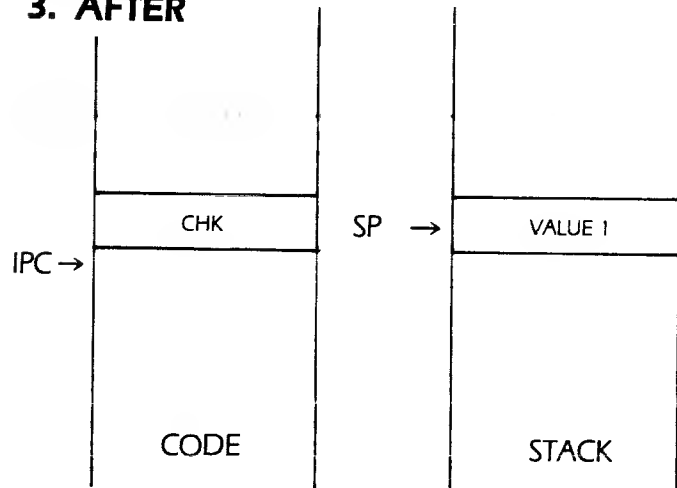 3. AFTER
CHK
SP →
VALUE 1
IPC →
CODE
STACK